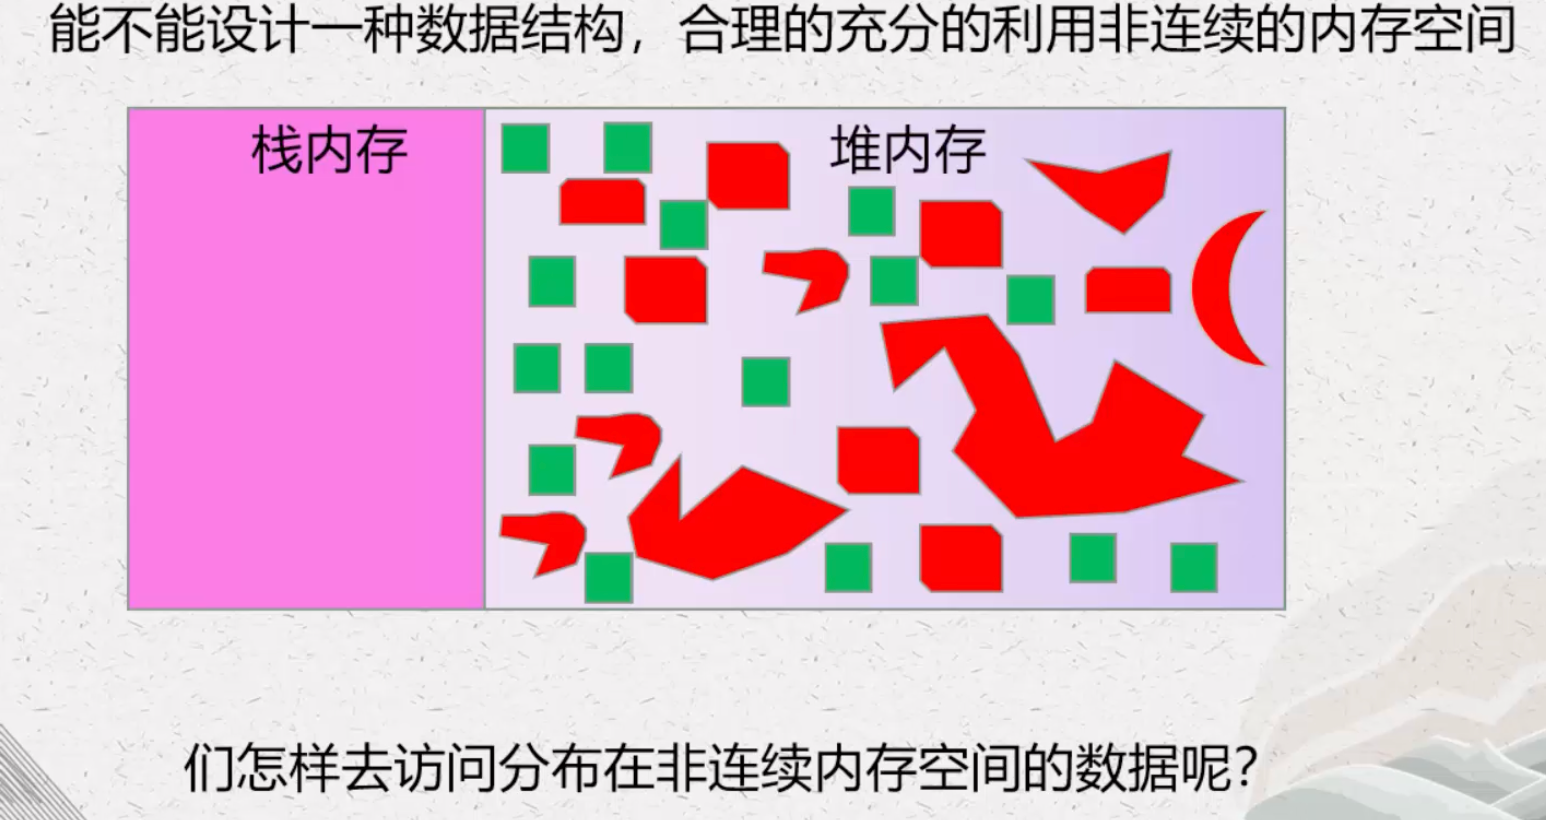 能不能设计一种数据结构，合理的充分的利用非连续的内存空间
栈内存
堆内存
们怎样去访问分布在非连续内存空间的数据呢？